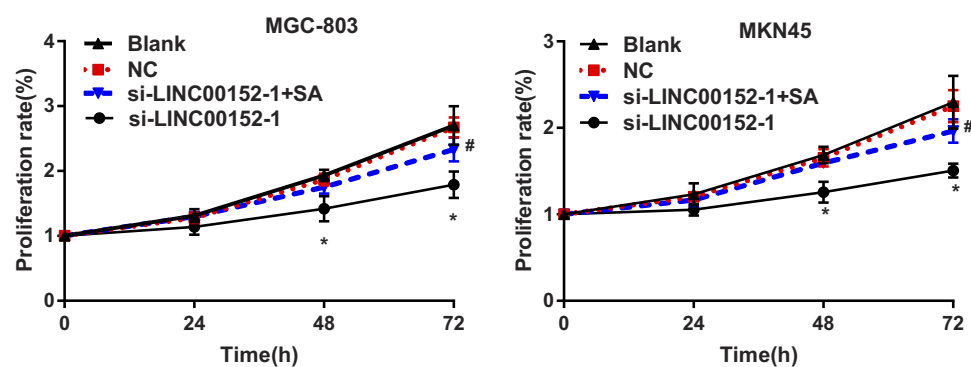 MGC-803
Proliferation rate(%)
4
3
2
1
0
Blank
NC
si-LINC00152-1+SA
si-LINC00152-1
#
*
*
0
24
48
72
Time(h)
MKN45
Proliferation rate(%)
3
2
1
0
Blank
NC
si-LINC00152-1+SA
si-LINC00152-1
#
*
*
0
24
48
72
Time(h)